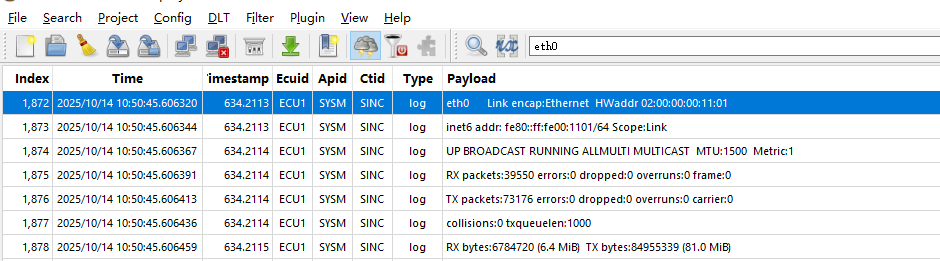 File Search Project Config DLT Filter Plugin View Help
eth0
Index Time Timestamp Ecuid Apid Ctid Type Payload
1,872 2025/10/14 10:50:45.606320 634.2113 ECU1 SYSM SINC log eth0 Link encap:Ethernet HWaddr 02:00:00:00:11:01
1,873 2025/10/14 10:50:45.606344 634.2113 ECU1 SYSM SINC log inet6 addr: fe80::ff:fe00:1101/64 Scope:Link
1,874 2025/10/14 10:50:45.606367 634.2114 ECU1 SYSM SINC log UP BROADCAST RUNNING ALLMULTI MULTICAST MTU:1500 Metric:1
1,875 2025/10/14 10:50:45.606391 634.2114 ECU1 SYSM SINC log RX packets:39550 errors:0 dropped:0 overruns:0 frame:0
1,876 2025/10/14 10:50:45.606413 634.2114 ECU1 SYSM SINC log TX packets:73176 errors:0 dropped:0 overruns:0 carrier:0
1,877 2025/10/14 10:50:45.606436 634.2114 ECU1 SYSM SINC log collisions:0 txqueuelen:1000
1,878 2025/10/14 10:50:45.606459 634.2115 ECU1 SYSM SINC log RX bytes:6784720 (6.4 MiB) TX bytes:84955339 (81.0 MiB)